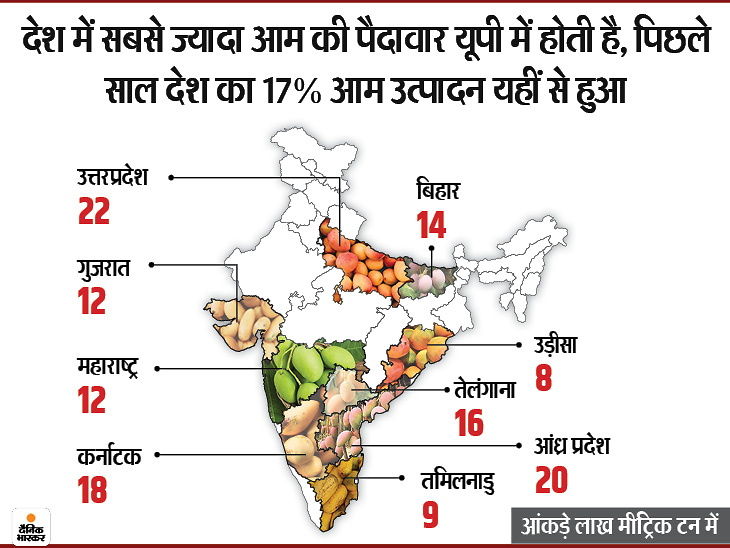 देश में सबसे ज्यादा आम की पैदावार यूपी में होती है, पिछले
साल देश का 17% आम उत्पादन यहीं से हुआ
उत्तरप्रदेश
22
बिहार
14
गुजरात
12
महाराष्ट्र
12
उड़ीसा
8
तेलंगाना
16
कर्नाटक
18
आंध्र प्रदेश
20
तमिलनाडु
9
दैनिक
भास्कर
आंकड़े लाख मीट्रिक टन में